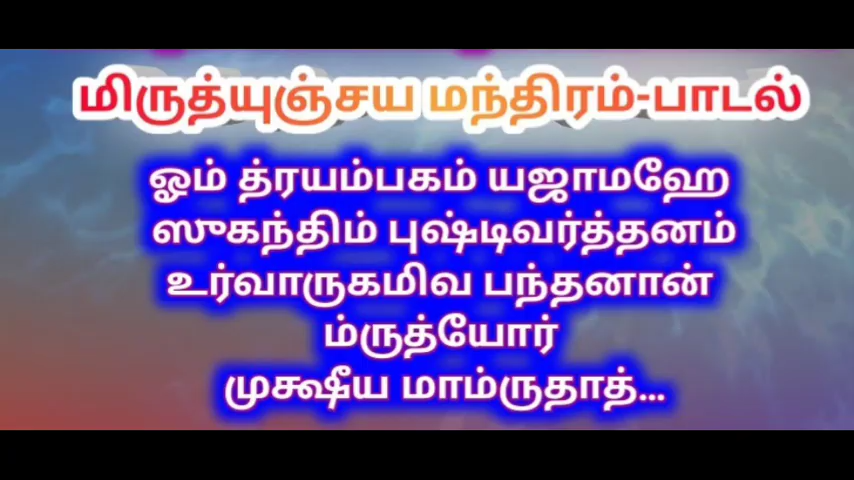 மிருத்யுஞ்சய மந்திரம்-பாடல்
ஓம் த்ரயம்பகம் யஜாமஹே
ஸுகந்திம் புஷ்டிவர்த்தனம்
உர்வாருகமிவ பந்தனான்
ம்ருத்யோர்
முக்ஷீய மாம்ருதாத்...